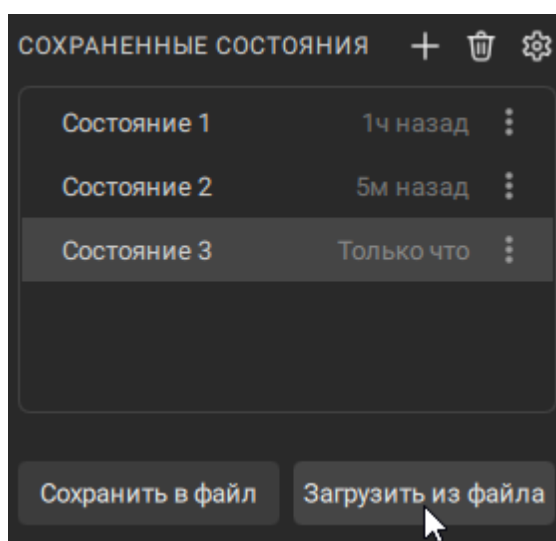 СОХРАНЕННЫЕ СОСТОЯНИЯ
Состояние 1 1ч назад
Состояние 2 5м назад
Состояние 3 Только что
Сохранить в файл Загрузить из файла